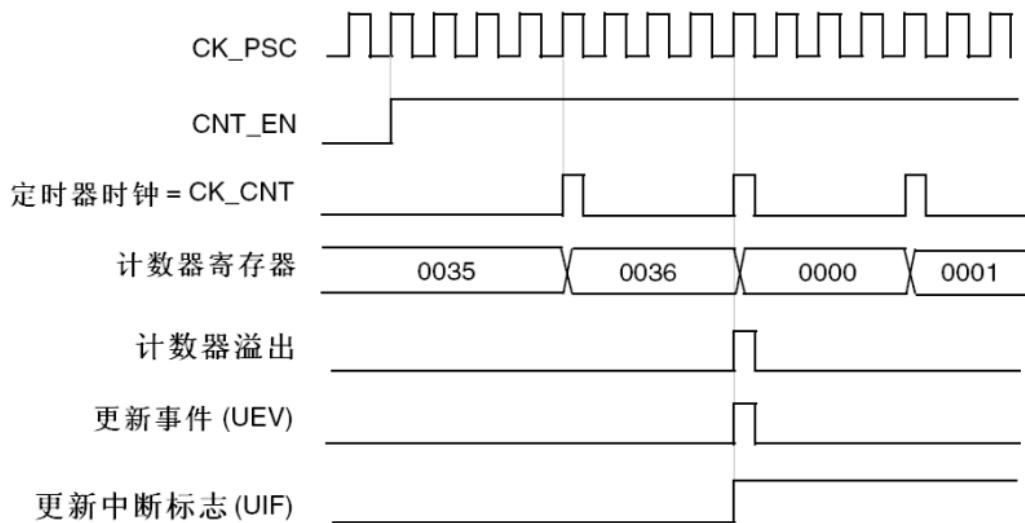 CK_PSC
CNT_EN
定时器时钟 = CK_CNT
计数器寄存器 0035 0036 0000 0001
计数器溢出
更新事件 (UEV)
更新中断标志 (UIF)